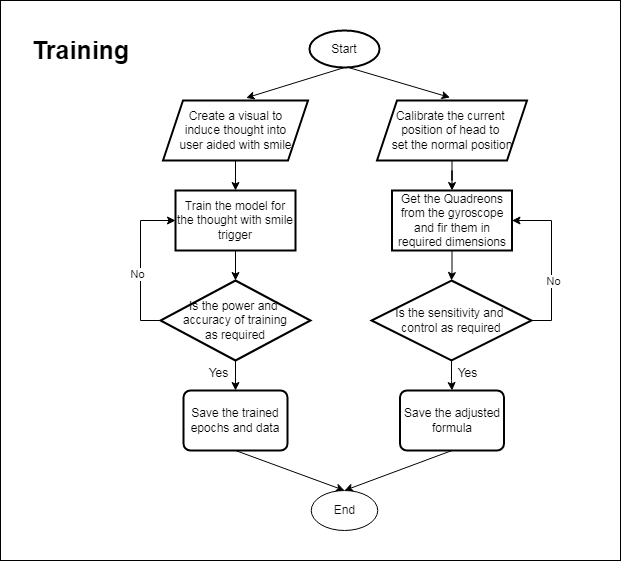 Training
Start
Create a visual to
induce thought into
user aided with smile
Calibrate the current
position of head to
set the normal position
Train the model for
the thought with smile
trigger
Get the Quadreons
from the gyroscope
and fir them in
required dimensions
No
No
Is the power and
accuracy of training
as required
Is the sensitivity and
control as required
Yes
Yes
Save the trained
epochs and data
Save the adjusted
formula
End